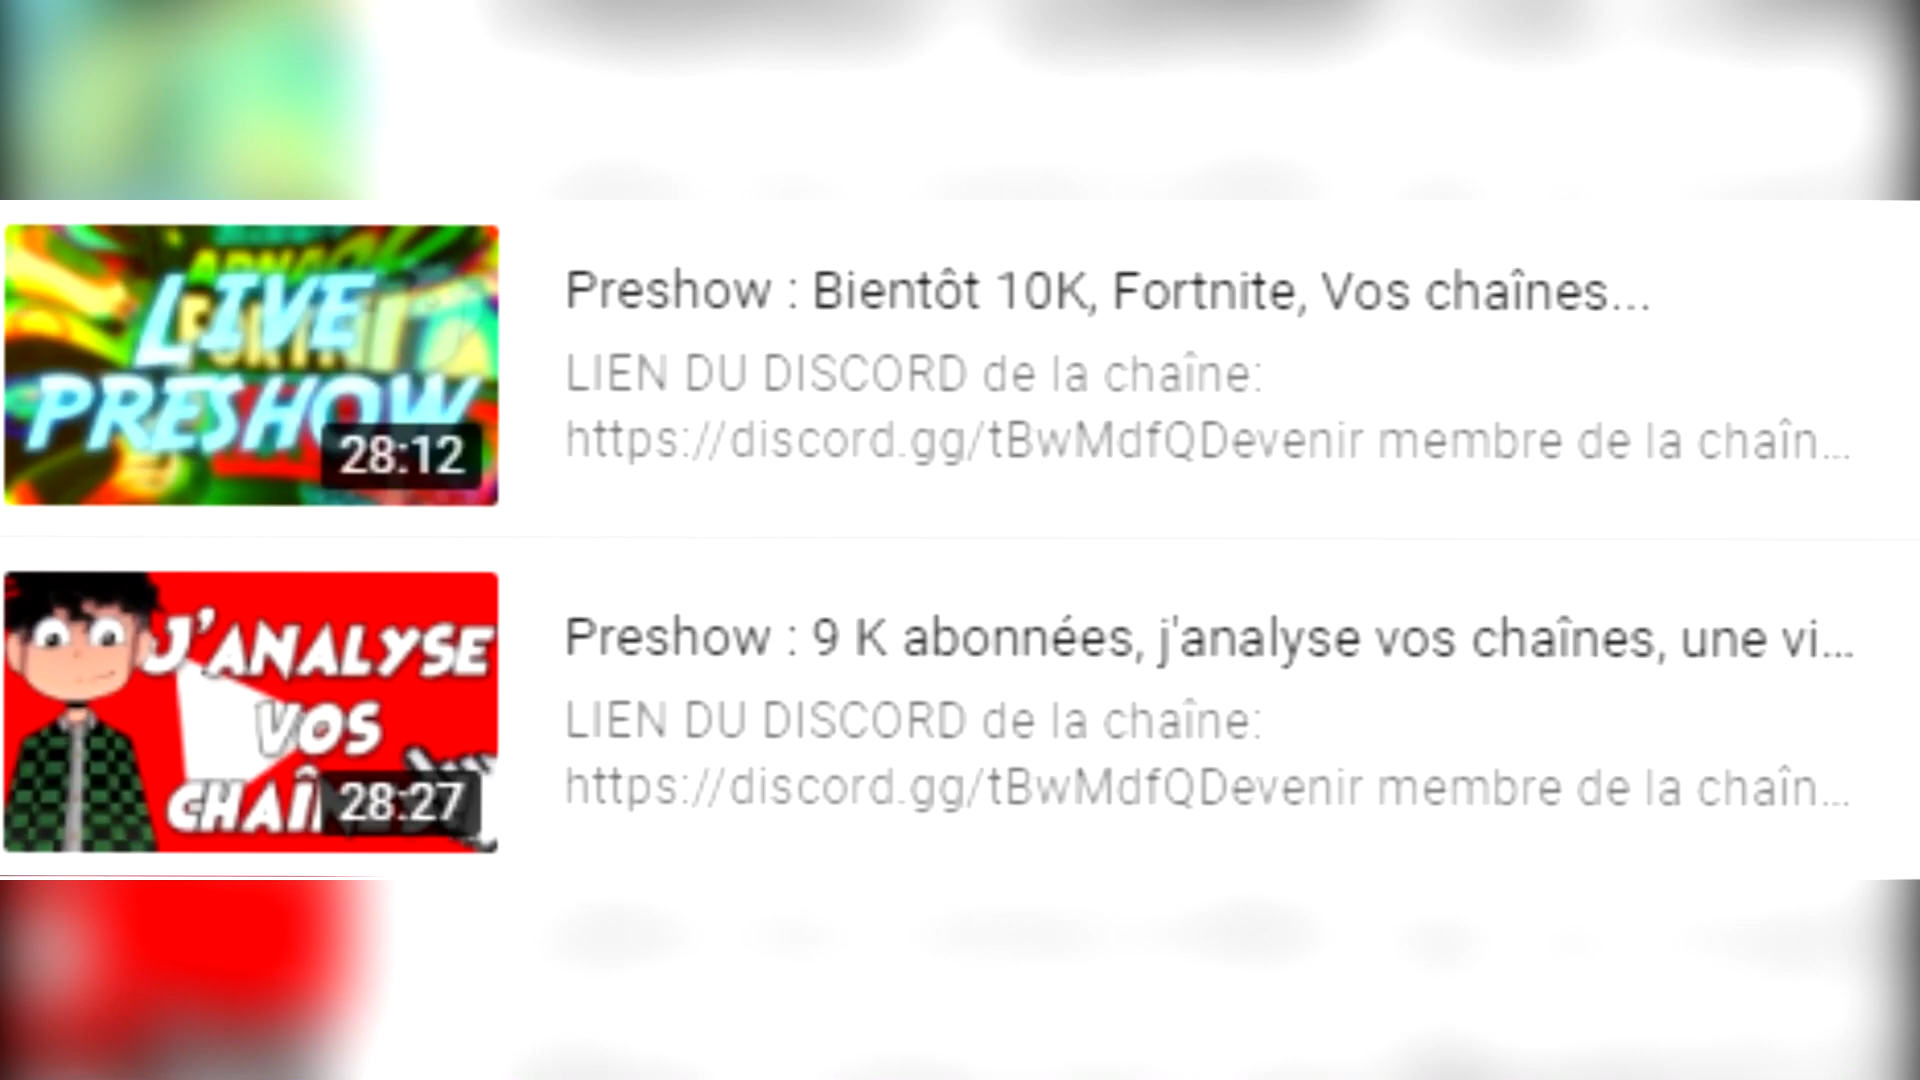 LIVE
PRESHOW
28:12
Preshow : Bientôt 10K, Fortnite, Vos chaînes...
LIEN DU DISCORD de la chaîne:
https://discord.gg/tBwMdfQDevenir membre de la chaîn...
J'ANALYSE
VOS
CHAÎ
28:27
Preshow : 9 K abonnées, j'analyse vos chaînes, une vi...
LIEN DU DISCORD de la chaîne:
https://discord.gg/tBwMdfQDevenir membre de la chaîn...